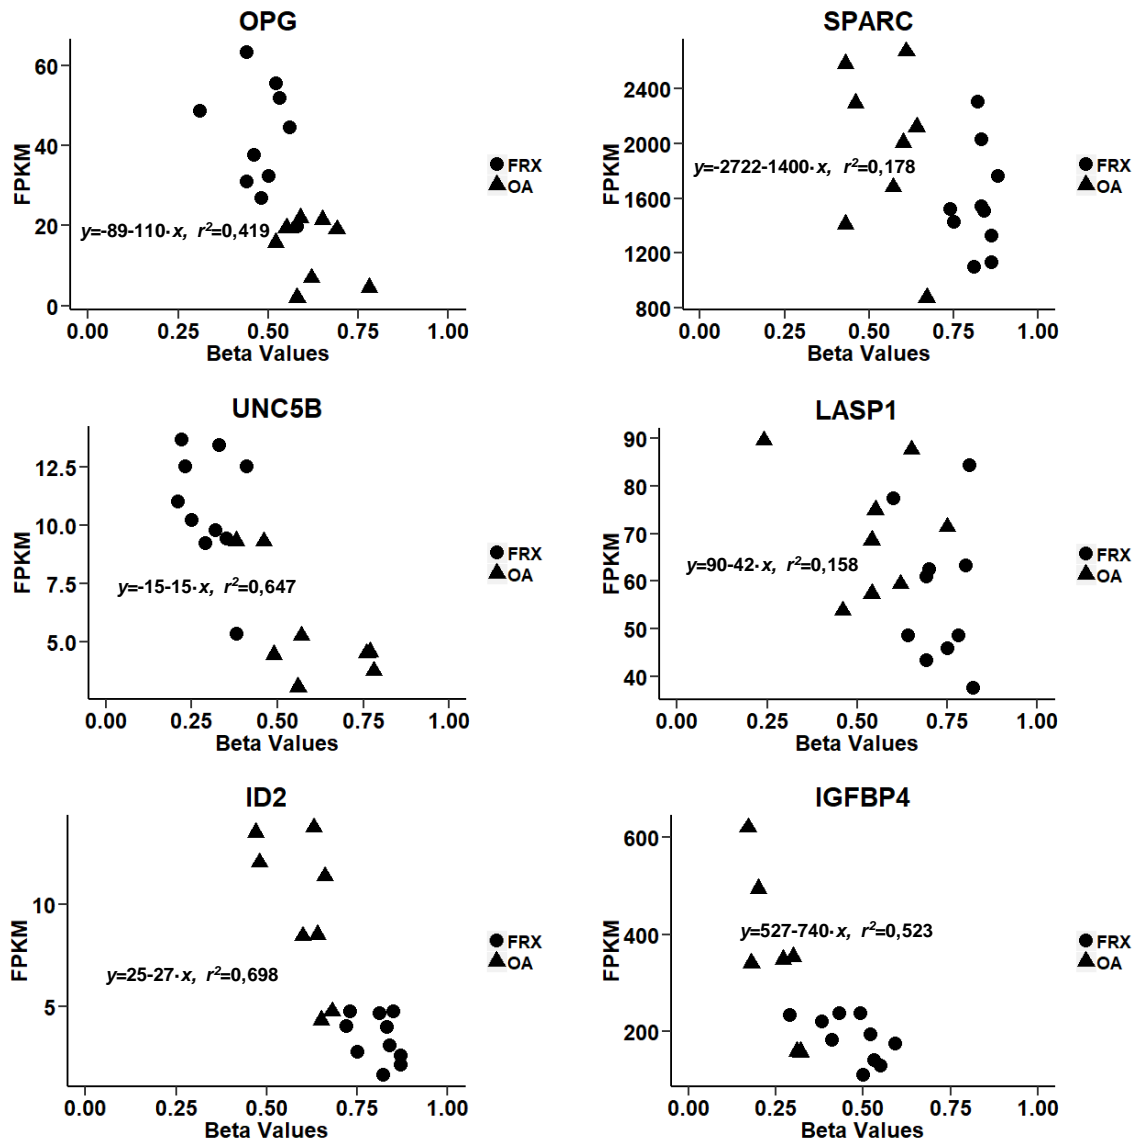 OPG
FPKM
60
40
20
0
y=-89-110·x, r²=0,419
0.00 0.25 0.50 0.75 1.00
Beta Values
FRX
OA
SPARC
FPKM
2400
2000
1600
1200
800
y=-2722-1400·x, r²=0,178
0.00 0.25 0.50 0.75 1.00
Beta Values
FRX
OA
UNC5B
FPKM
12.5
10.0
7.5
5.0
y=-15-15·x, r²=0,647
0.00 0.25 0.50 0.75 1.00
Beta Values
FRX
OA
LASP1
FPKM
90
80
70
60
50
40
y=90-42·x, r²=0,158
0.00 0.25 0.50 0.75 1.00
Beta Values
FRX
OA
ID2
FPKM
10
5
y=25-27·x, r²=0,698
0.00 0.25 0.50 0.75 1.00
Beta Values
FRX
OA
IGFBP4
FPKM
600
400
200
y=527-740·x, r²=0,523
0.00 0.25 0.50 0.75 1.00
Beta Values
FRX
OA